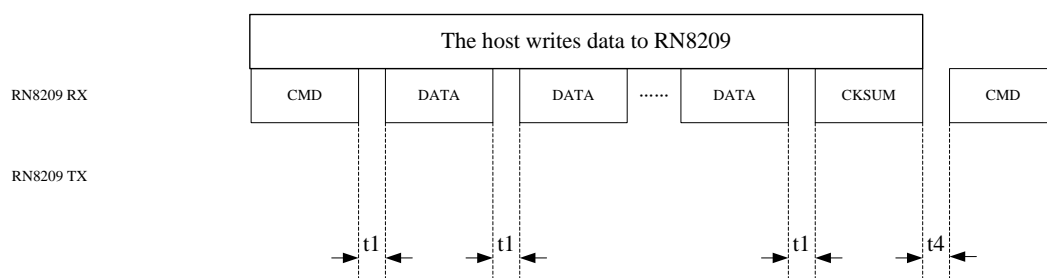 The host writes data to RN8209
RN8209 RX CMD DATA DATA ...... DATA CKSUM CMD
RN8209 TX
t1 t1 t1 t4